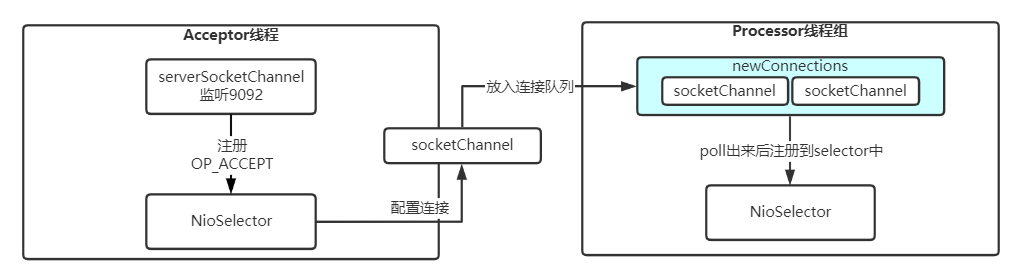 Acceptor线程
serverSocketChannel
监听9092
注册
OP_ACCEPT
NioSelector
配置连接
socketChannel
放入连接队列
Processor线程组
newConnections
socketChannel
socketChannel
poll出来后注册到selector中
NioSelector